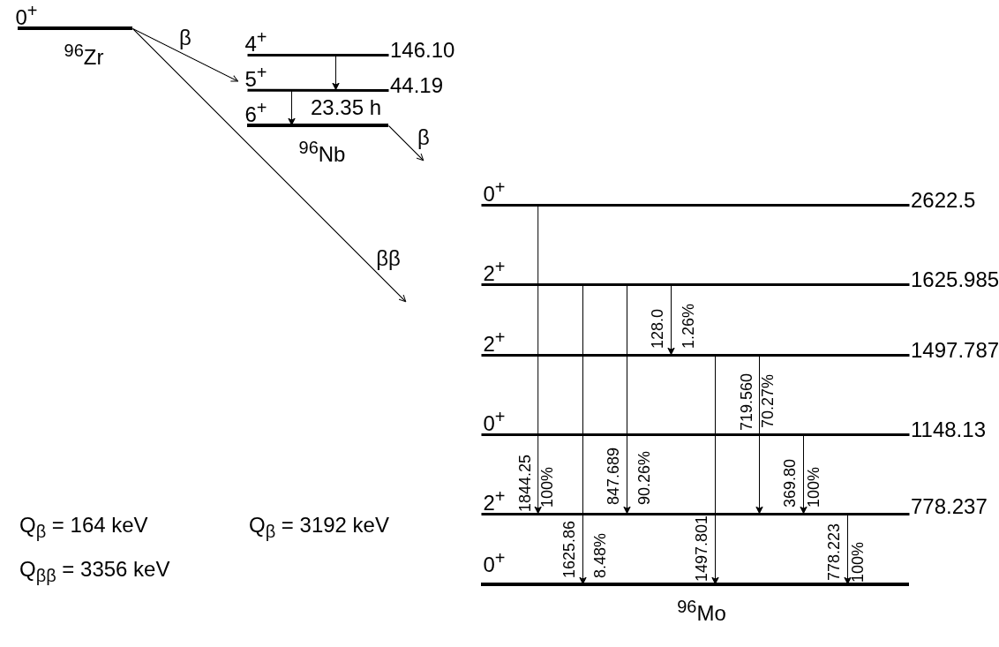 0⁺
⁹⁶Zr
β
4⁺ 146.10
5⁺ 44.19
6⁺ 23.35 h
⁹⁶Nb
β
ββ
0⁺ 2622.5
2⁺ 1625.985
128.0
1.26%
2⁺ 1497.787
719.560
70.27%
0⁺ 1148.13
1844.25
100%
847.689
90.26%
369.80
100%
2⁺ 778.237
1625.86
8.48%
1497.801
778.223
100%
0⁺
⁹⁶Mo
Qβ = 164 keV
Qβ = 3192 keV
Qββ = 3356 keV